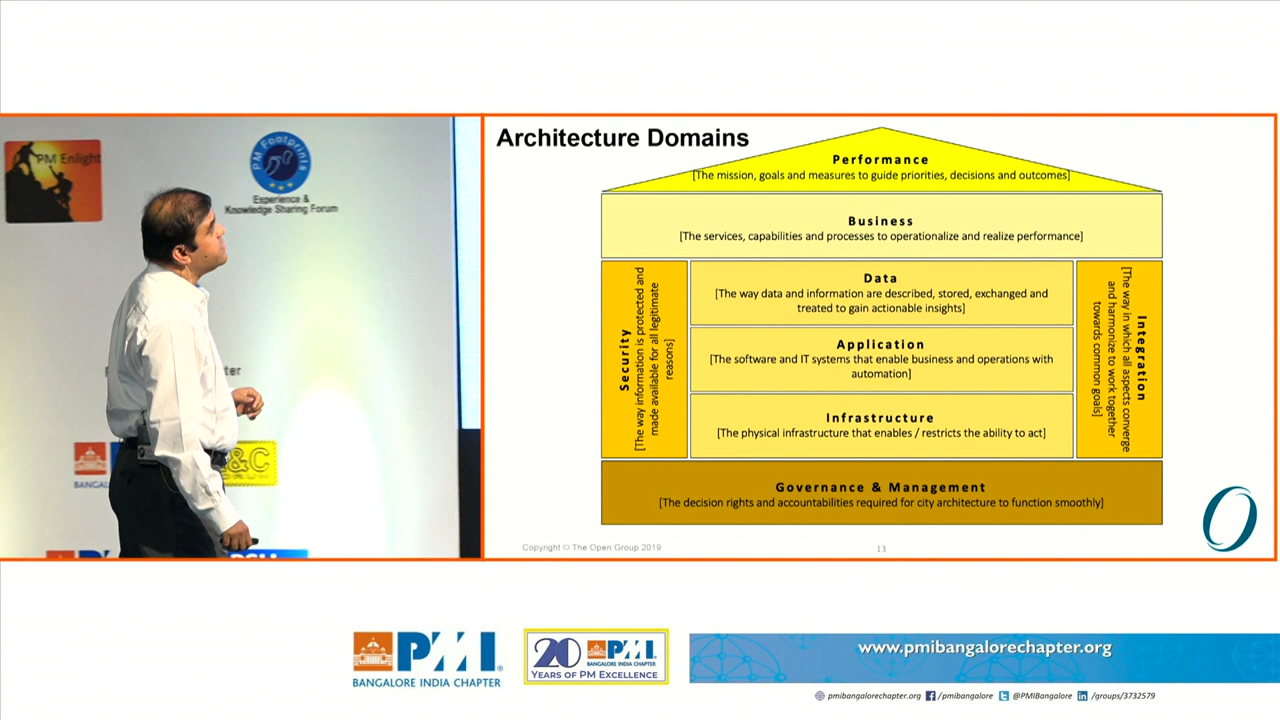 PM Enlight
PM Footprints
Experience &
Knowledge Sharing Forum
ter
BANGAL
&C
Architecture Domains
Performance
[The mission, goals and measures to guide priorities, decisions and outcomes]
Business
[The services, capabilities and processes to operationalize and realize performance]
Security
[The way information is protected and
made available for all legitimate
reasons]
Data
[The way data and information are described, stored, exchanged and
treated to gain actionable insights]
Application
[The software and IT systems that enable business and operations with
automation]
Infrastructure
[The physical infrastructure that enables / restricts the ability to act]
Integration
[The way in which all aspects converge
and harmonize to work together
towards common goals]
Governance & Management
[The decision rights and accountabilities required for city architecture to function smoothly]
Copyright © The Open Group 2019
13
PMI®
BANGALORE INDIA CHAPTER
20
PMI
BANGALORE INDIA CHAPTER
YEARS OF PM EXCELLENCE
www.pmibangalorechapter.org
pmibangalorechapter.org /pmibangalore @PMIBangalore /groups/3732579